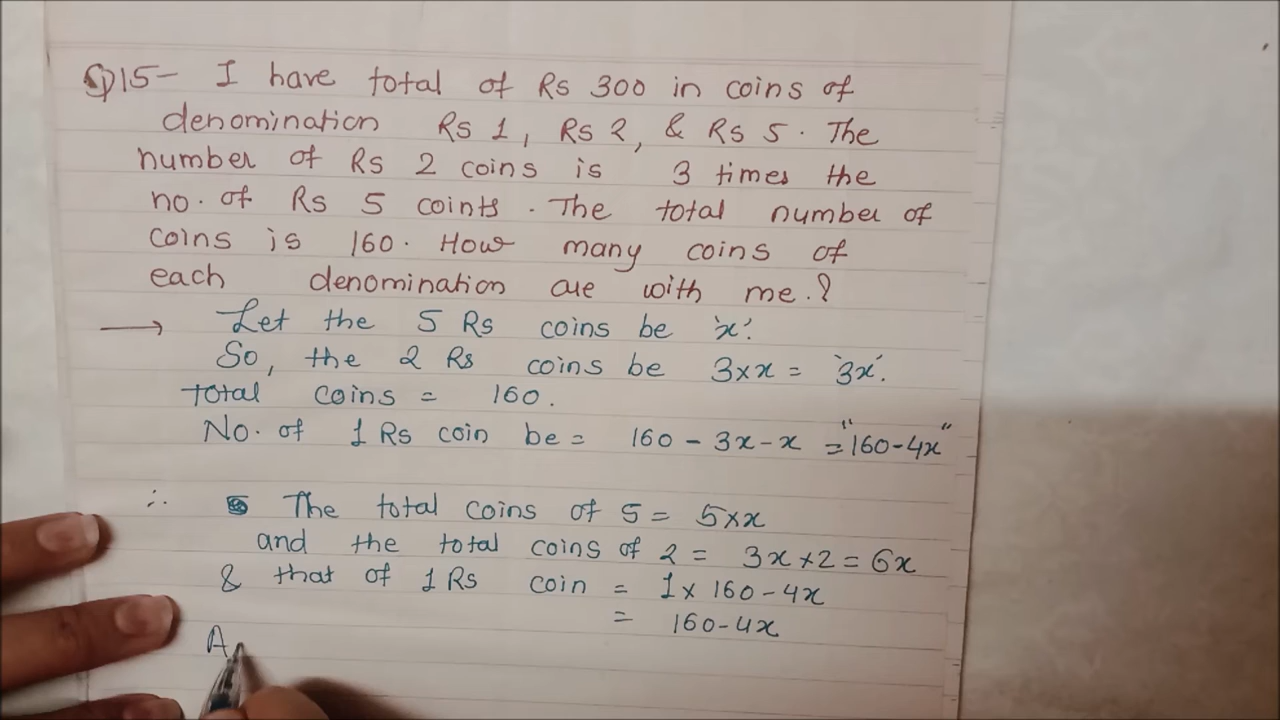 Q15- I have total of Rs 300 in coins of
denomination Rs 1, Rs 2, & Rs 5. The
number of Rs 2 coins is 3 times the
no. of Rs 5 coints. The total number of
coins is 160. How many coins of
each denomination are with me.?
→ Let the 5 Rs coins be 'x'.
So, the 2 Rs coins be 3×x = '3x'.
Total coins = 160.
No. of 1 Rs coin be = 160 - 3x - x = "160-4x"
∴ The total coins of 5 = 5×x
and the total coins of 2 = 3x×2 = 6x
& that of 1 Rs coin = 1× 160-4x
= 160-4x
A